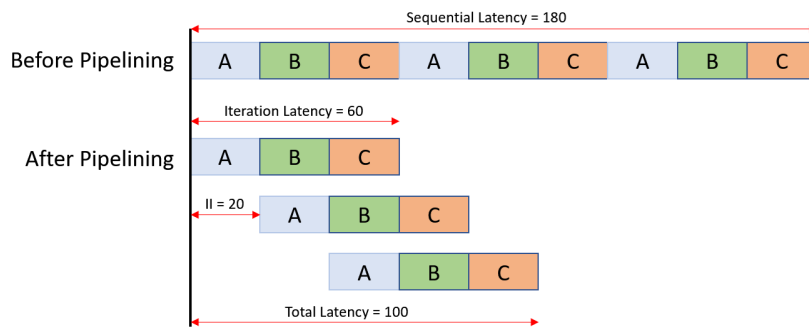 Sequential Latency = 180
Before Pipelining A B C A B C A B C
Iteration Latency = 60
After Pipelining A B C
II = 20
A B C
A B C
Total Latency = 100